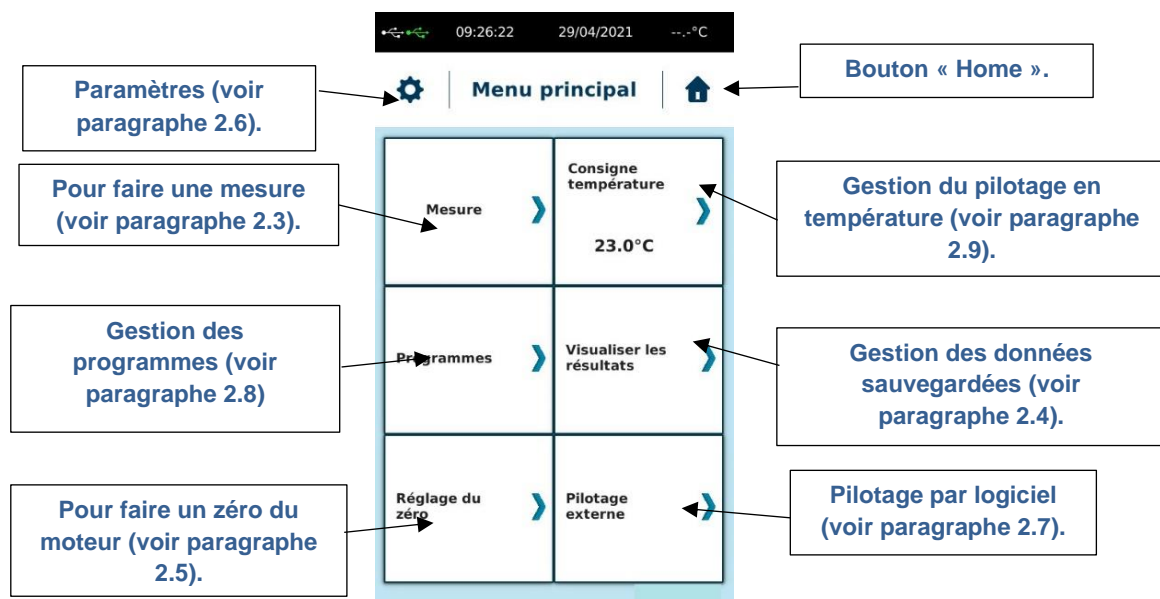 09:26:22 29/04/2021 --.-°C
Paramètres (voir
paragraphe 2.6).
Menu principal
Bouton « Home ».
Pour faire une mesure
(voir paragraphe 2.3).
Mesure
Consigne
température
23.0°C
Gestion du pilotage en
température (voir paragraphe
2.9).
Gestion des
programmes (voir
paragraphe 2.8)
Programmes
Visualiser les
résultats
Gestion des données
sauvegardées (voir
paragraphe 2.4).
Pour faire un zéro du
moteur (voir paragraphe
2.5).
Réglage du
zéro
Pilotage
externe
Pilotage par logiciel
(voir paragraphe 2.7).